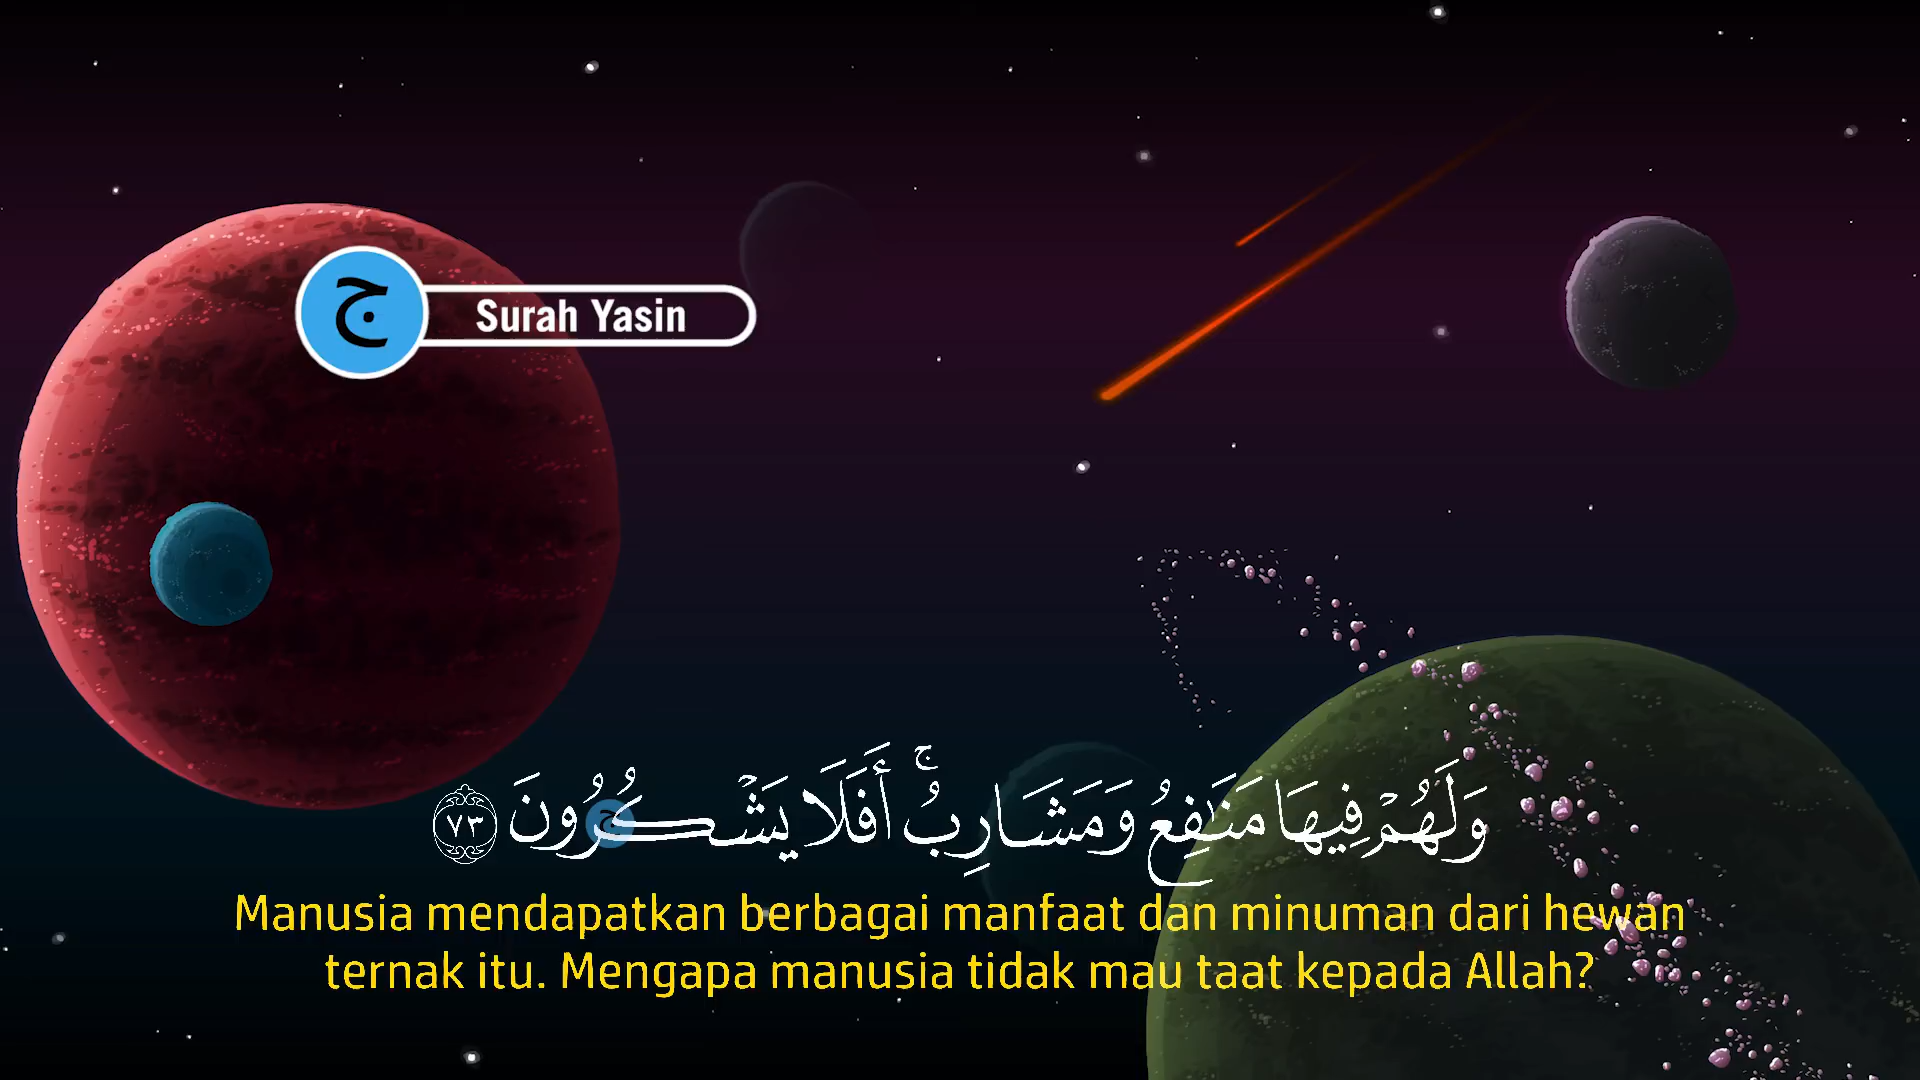 ج
Surah Yasin
وَلَهُمْ فِيهَا مَنَٰفِعُ وَمَشَارِبُ ۚ أَفَلَا يَشْكُرُونَ ٧٣
ج
Manusia mendapatkan berbagai manfaat dan minuman dari hewan
ternak itu. Mengapa manusia tidak mau taat kepada Allah?